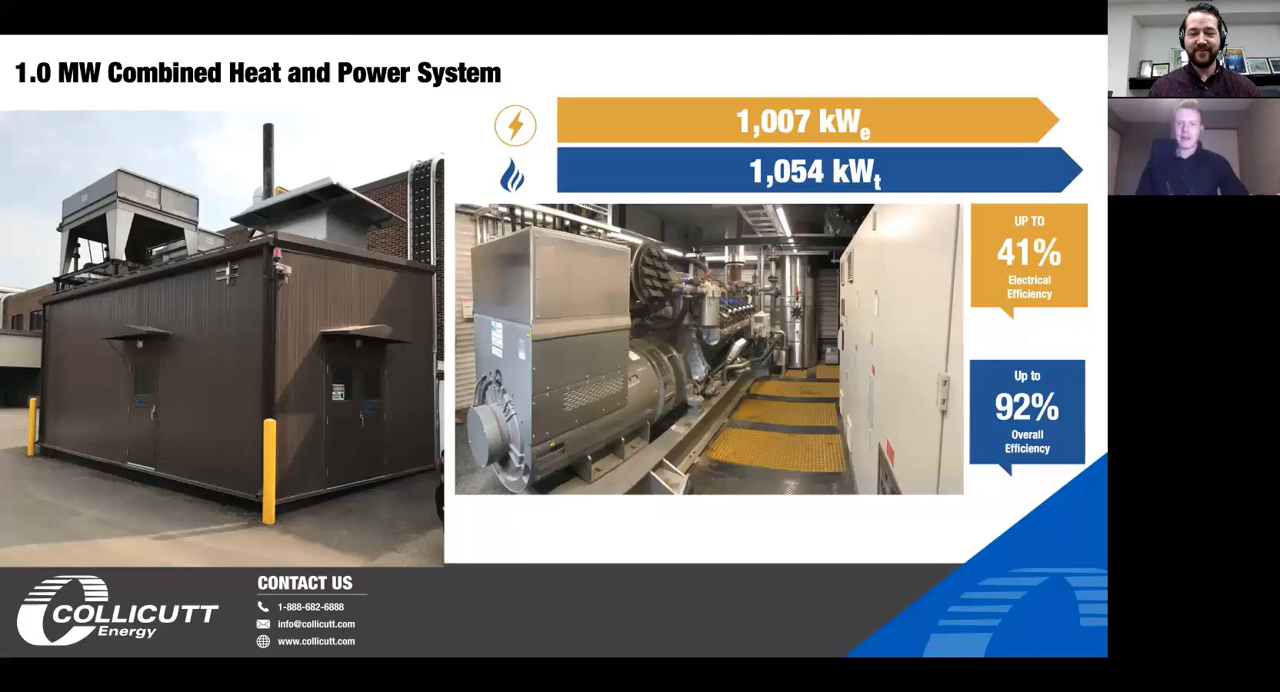 1.0 MW Combined Heat and Power System
1,007 kWe
1,054 kWt
UP TO
41%
Electrical
Efficiency
Up to
92%
Overall
Efficiency
COLLICUTT
Energy
CONTACT US
1-888-682-6888
info@collicutt.com
www.collicutt.com